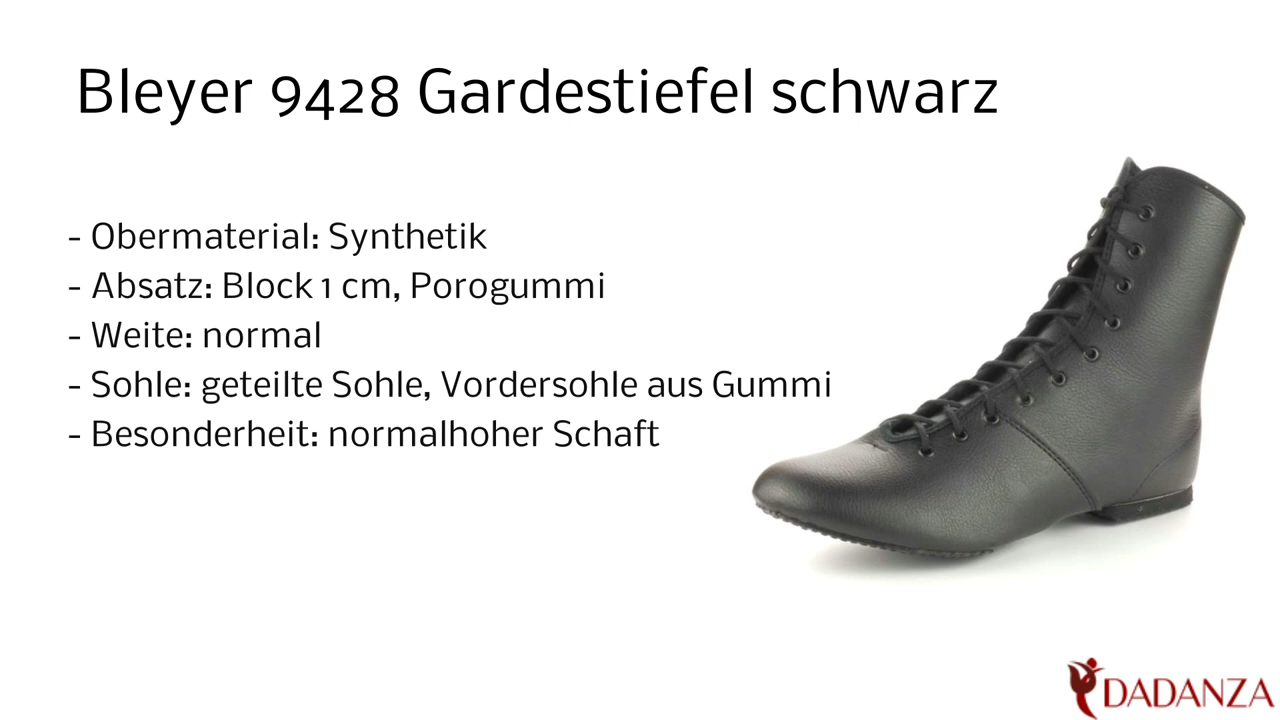 Bleyer 9428 Gardestiefel schwarz
- Obermaterial: Synthetik
- Absatz: Block 1 cm, Porogummi
- Weite: normal
- Sohle: geteilte Sohle, Vordersohle aus Gummi
- Besonderheit: normalhoher Schaft
DADANZA